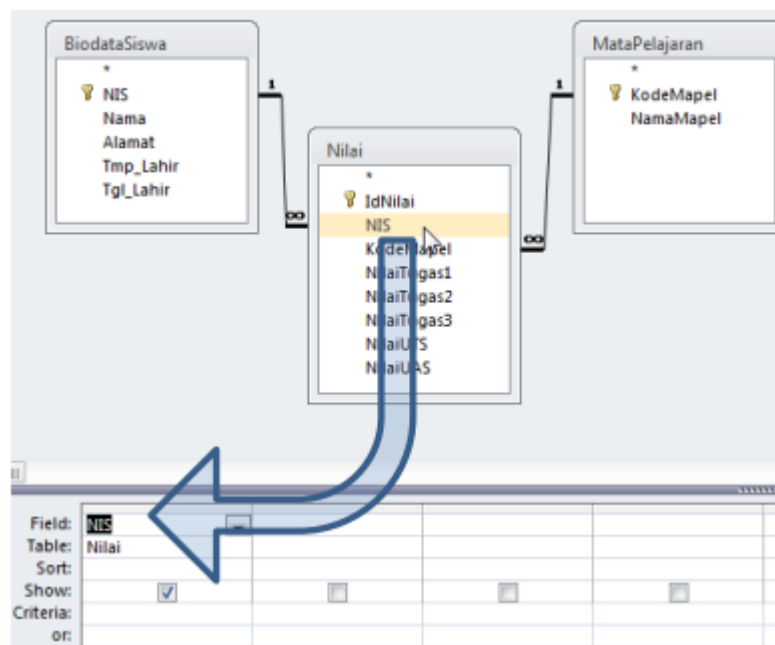 BiodataSiswa
*
NIS
Nama
Alamat
Tmp_Lahir
Tgl_Lahir
1
∞
Nilai
*
IdNilai
NIS
KodeMapel
NilaiTugas1
NilaiTugas2
NilaiTugas3
NilaiUTS
NilaiUAS
1
∞
MataPelajaran
*
KodeMapel
NamaMapel
Field: NIS
Table: Nilai
Sort:
Show:
Criteria:
or: